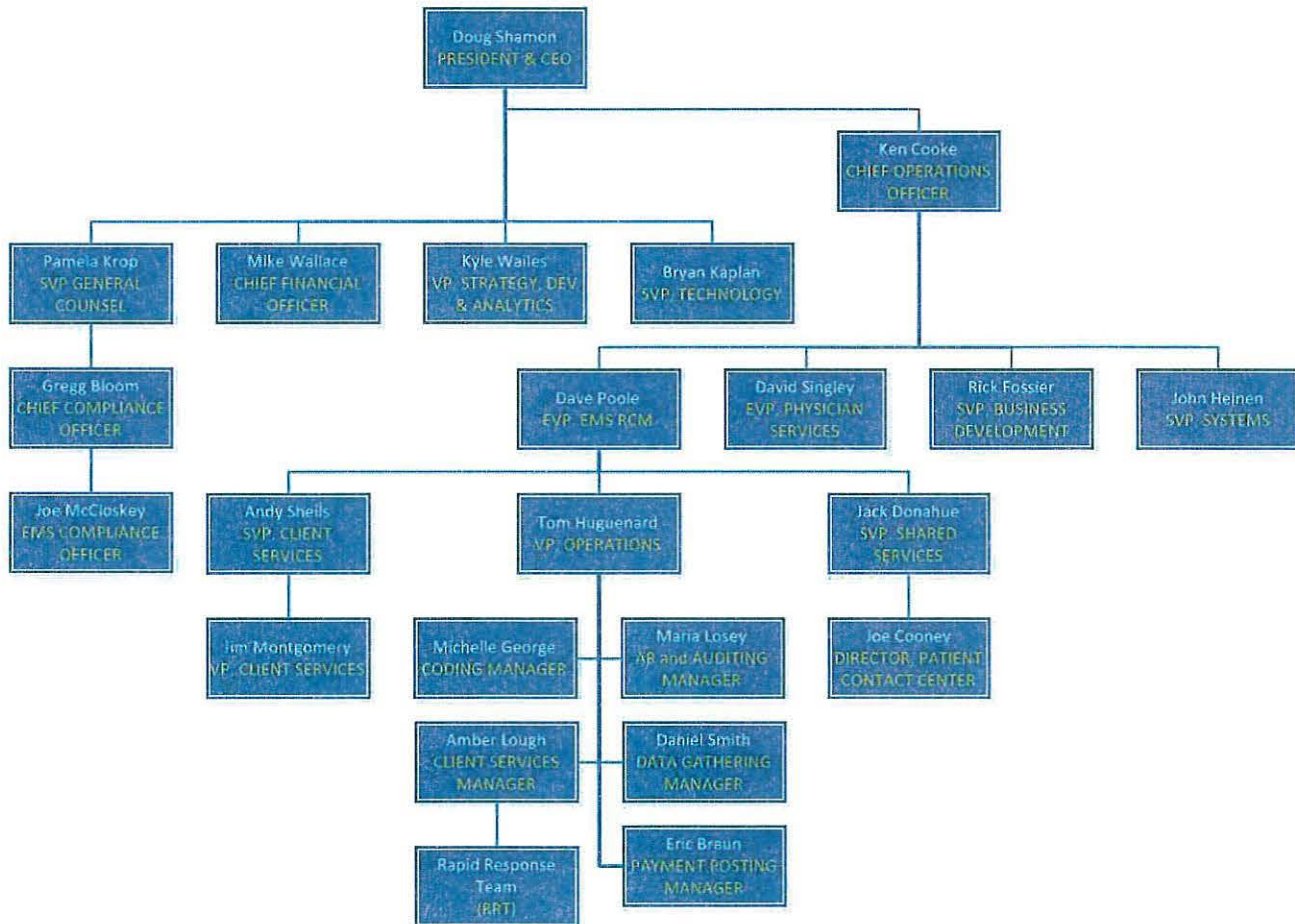 Doug Shamon
PRESIDENT & CEO
Ken Cooke
CHIEF OPERATIONS
OFFICER
Pamela Krop
SVP GENERAL
COUNSEL
Mike Wallace
CHIEF FINANCIAL
OFFICER
Kyle Wailes
VP, STRATEGY, DEV
& ANALYTICS
Bryan Kaplan
SVP, TECHNOLOGY
Gregg Bloom
CHIEF COMPLIANCE
OFFICER
Dave Poole
EVP, EMS RCM
David Singley
EVP, PHYSICIAN
SERVICES
Rick Fossier
SVP, BUSINESS
DEVELOPMENT
John Heinen
SVP, SYSTEMS
Joe McCloskey
EMS COMPLIANCE
OFFICER
Andy Sheils
SVP, CLIENT
SERVICES
Tom Huguenard
VP, OPERATIONS
Jack Donahue
SVP, SHARED
SERVICES
Jim Montgomery
VP, CLIENT SERVICES
Michelle George
CODING MANAGER
Maria Losey
AR and AUDITING
MANAGER
Joe Cooney
DIRECTOR, PATIENT
CONTACT CENTER
Amber Lough
CLIENT SERVICES
MANAGER
Daniel Smith
DATA GATHERING
MANAGER
Rapid Response
Team
(RRT)
Eric Braun
PAYMENT POSTING
MANAGER